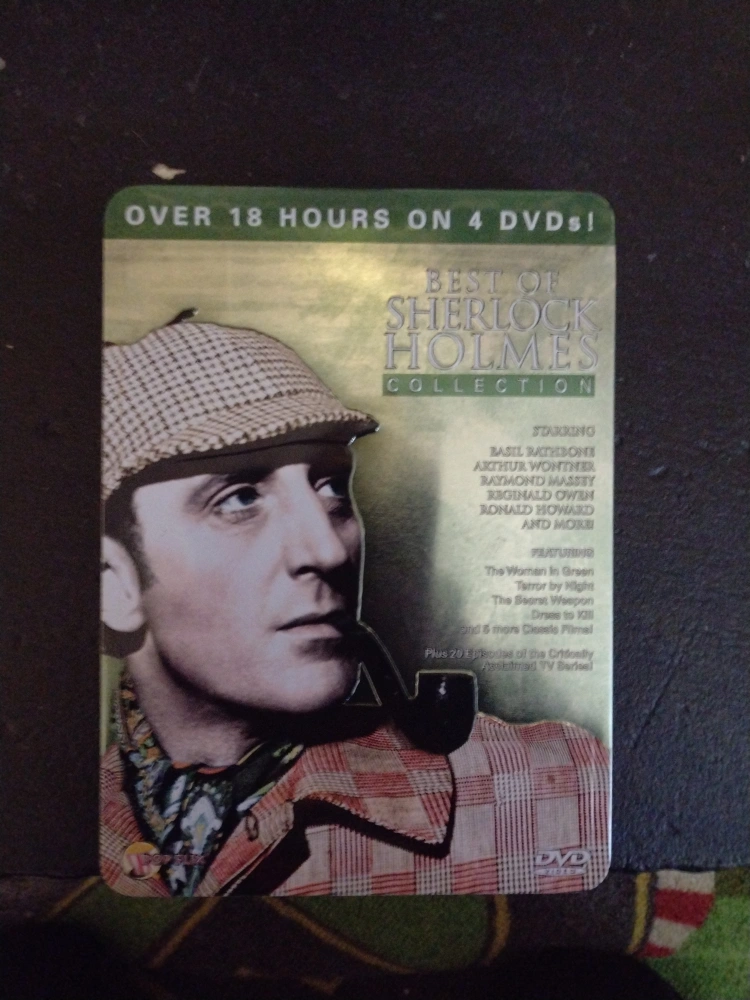 OVER 18 HOURS ON 4 DVDs!
BEST OF
SHERLOCK
HOLMES
COLLECTION
STARRING
BASIL RATHBONE
ARTHUR WONTNER
RAYMOND MASSEY
REGINALD OWEN
RONALD HOWARD
AND MORE!
FEATURING
The Woman In Green
Terror by Night
The Secret Weapon
Dress to Kill
and 5 more Classic Films!
Plus 20 Episodes of the Critically
Acclaimed TV Series!
DVD
VIDEO